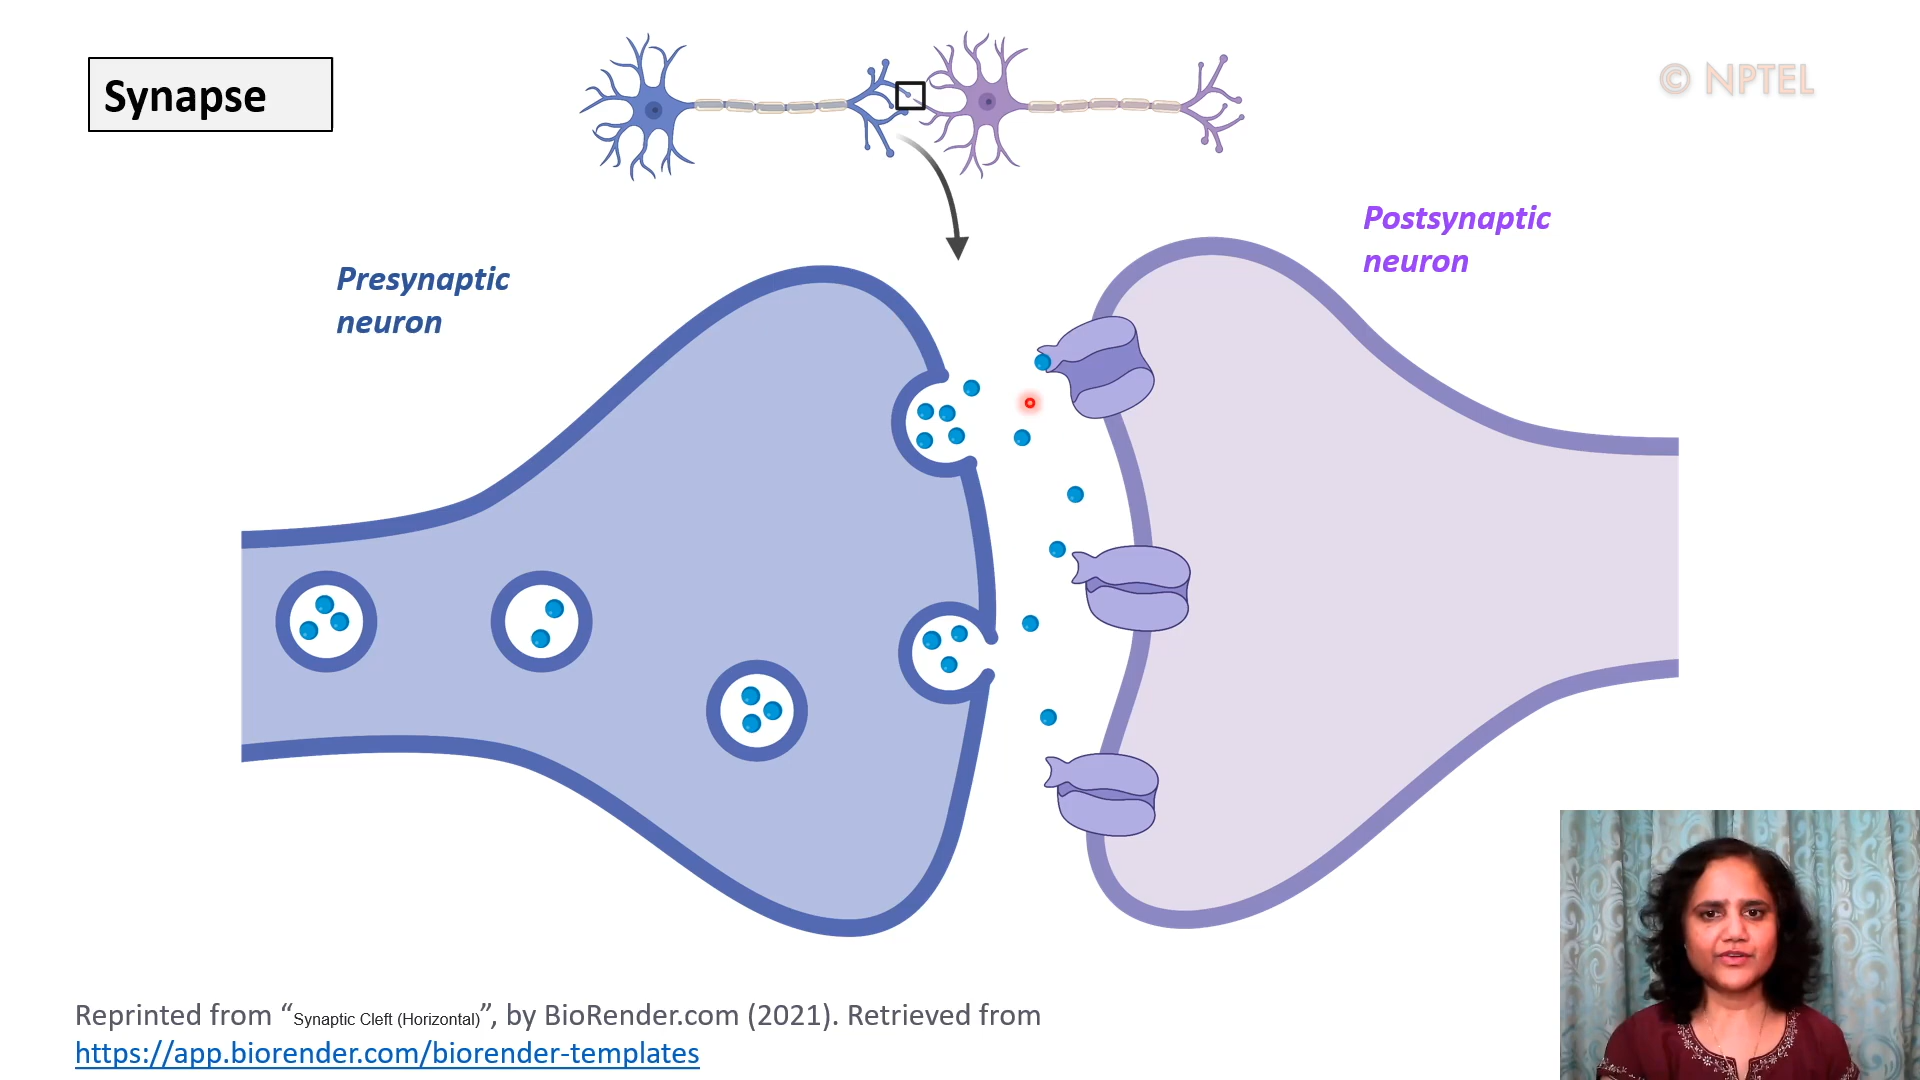 Synapse
© NPTEL
Postsynaptic
neuron
Presynaptic
neuron
Reprinted from “Synaptic Cleft (Horizontal)”, by BioRender.com (2021). Retrieved from
https://app.biorender.com/biorender-templates